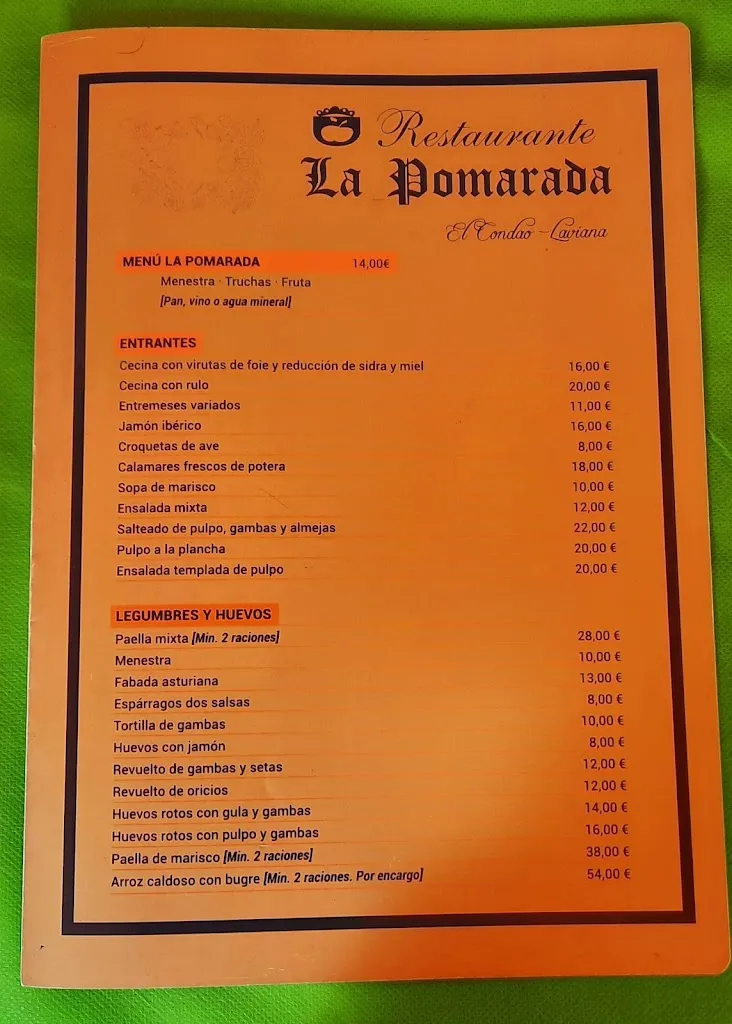 Restaurante
La Pomarada
El Condao - Laviana
MENÚ LA POMARADA 14,00€
Menestra · Truchas · Fruta
[Pan, vino o agua mineral]
ENTRANTES
Cecina con virutas de foie y reducción de sidra y miel 16,00 €
Cecina con rulo 20,00 €
Entremeses variados 11,00 €
Jamón ibérico 16,00 €
Croquetas de ave 8,00 €
Calamares frescos de potera 18,00 €
Sopa de marisco 10,00 €
Ensalada mixta 12,00 €
Salteado de pulpo, gambas y almejas 22,00 €
Pulpo a la plancha 20,00 €
Ensalada templada de pulpo 20,00 €
LEGUMBRES Y HUEVOS
Paella mixta [Min. 2 raciones] 28,00 €
Menestra 10,00 €
Fabada asturiana 13,00 €
Espárragos dos salsas 8,00 €
Tortilla de gambas 10,00 €
Huevos con jamón 8,00 €
Revuelto de gambas y setas 12,00 €
Revuelto de oricios 12,00 €
Huevos rotos con gula y gambas 14,00 €
Huevos rotos con pulpo y gambas 16,00 €
Paella de marisco [Min. 2 raciones] 38,00 €
Arroz caldoso con bugre [Min. 2 raciones. Por encargo] 54,00 €